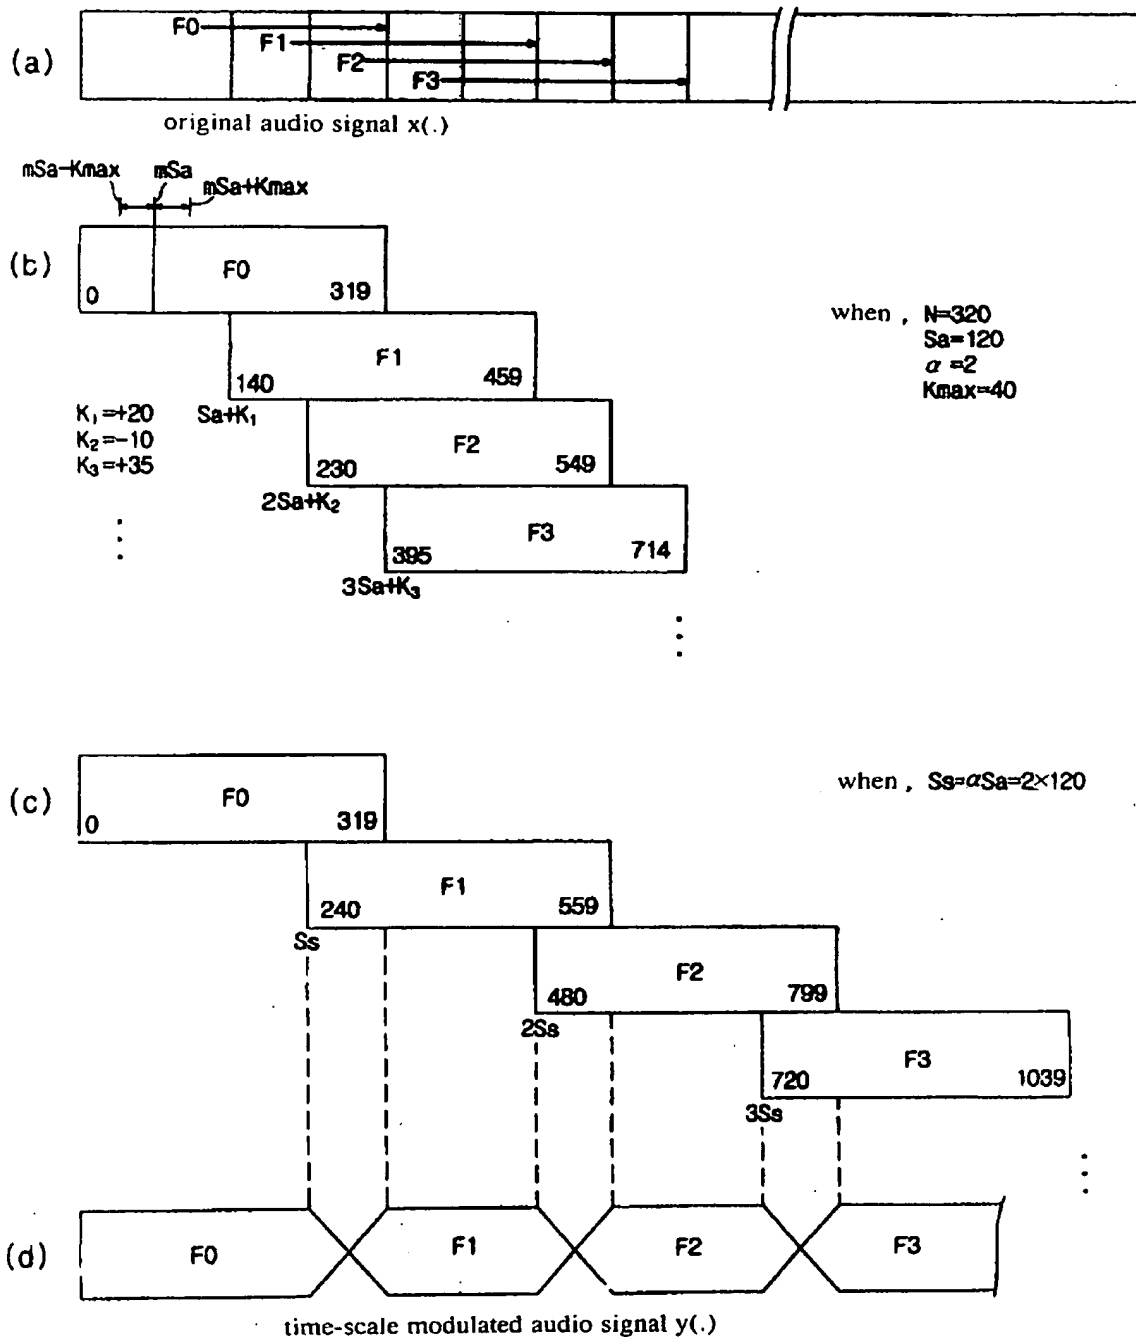 (a)
F0
F1
F2
F3
original audio signal x(.)
mSa-Kmax
mSa
mSa+Kmax
(b)
F0
0
319
when , N=320
Sa=120
α=2
Kmax=40
F1
140
459
K₁=+20
K₂=-10
K₃=+35
Sa+K₁
F2
230
549
2Sa+K₂
F3
395
714
3Sa+K₃
(c)
F0
0
319
when , Ss=αSa=2×120
F1
240
559
Ss
F2
480
799
2Ss
F3
720
1039
3Ss
(d)
F0
F1
F2
F3
time-scale modulated audio signal y(.)